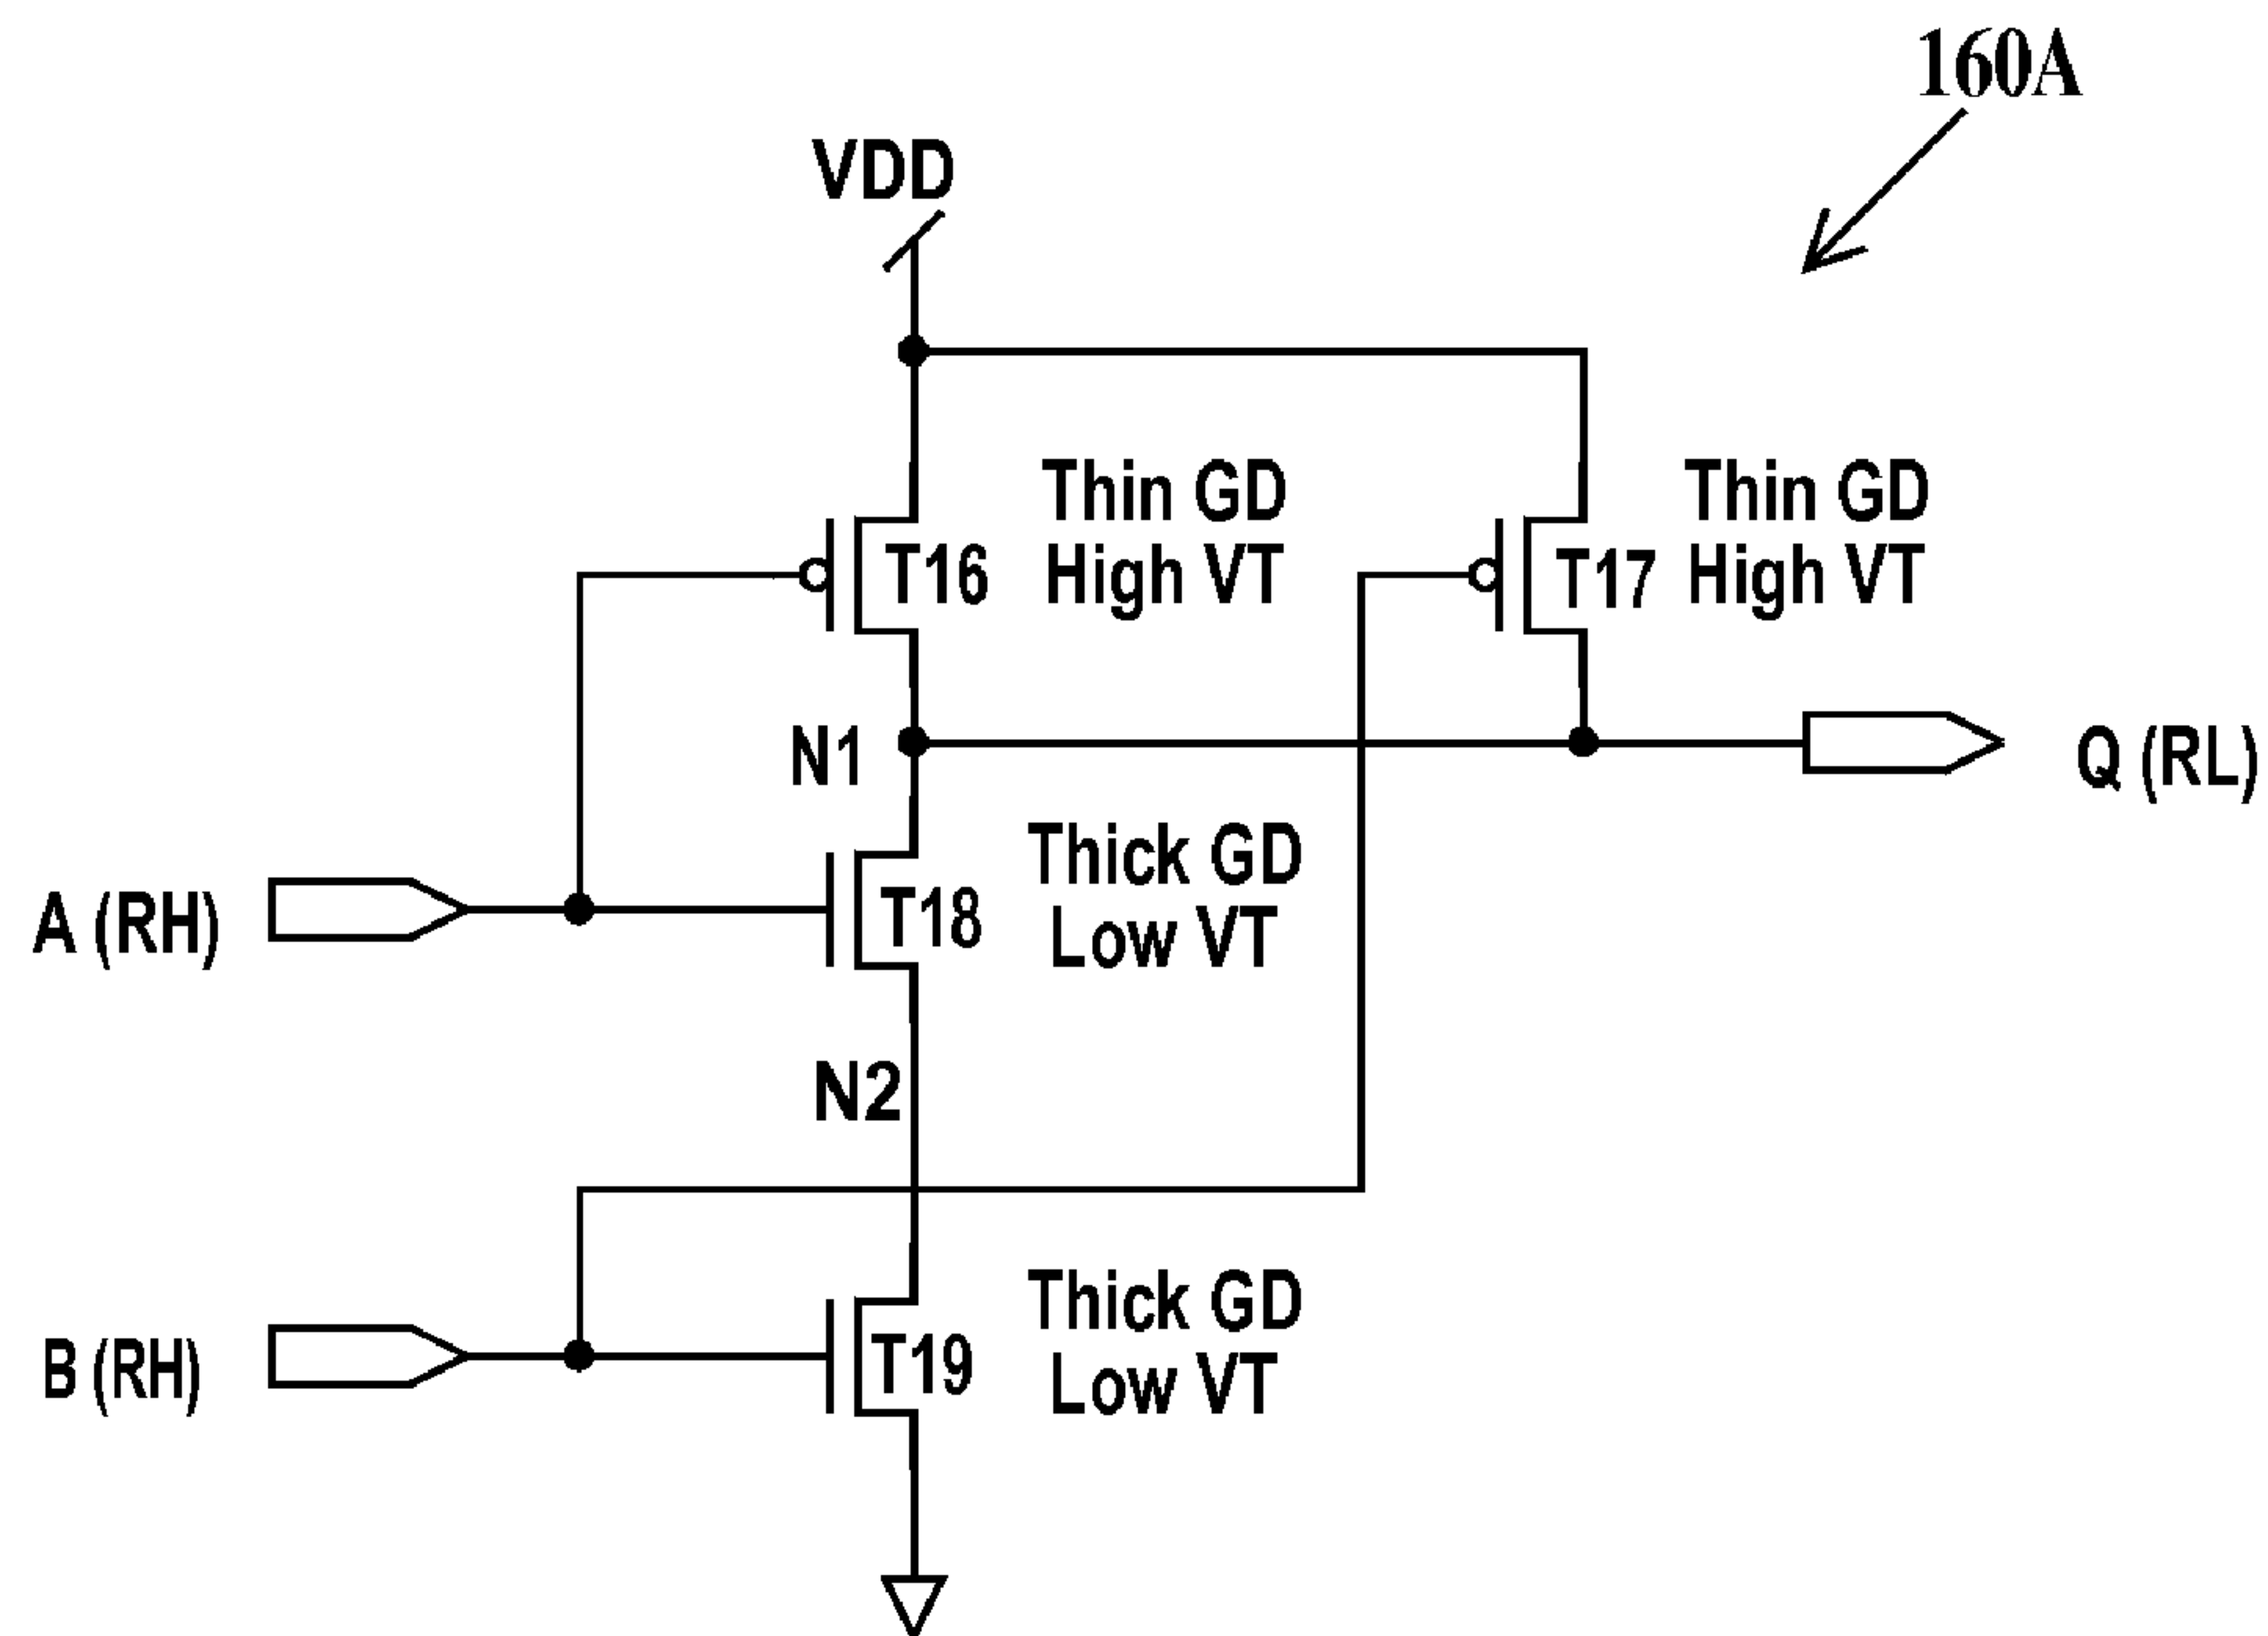 160A
VDD
Thin GD
High VT
T16
Thin GD
High VT
T17
N1
Q (RL)
Thick GD
Low VT
T18
A (RH)
N2
Thick GD
Low VT
T19
B (RH)